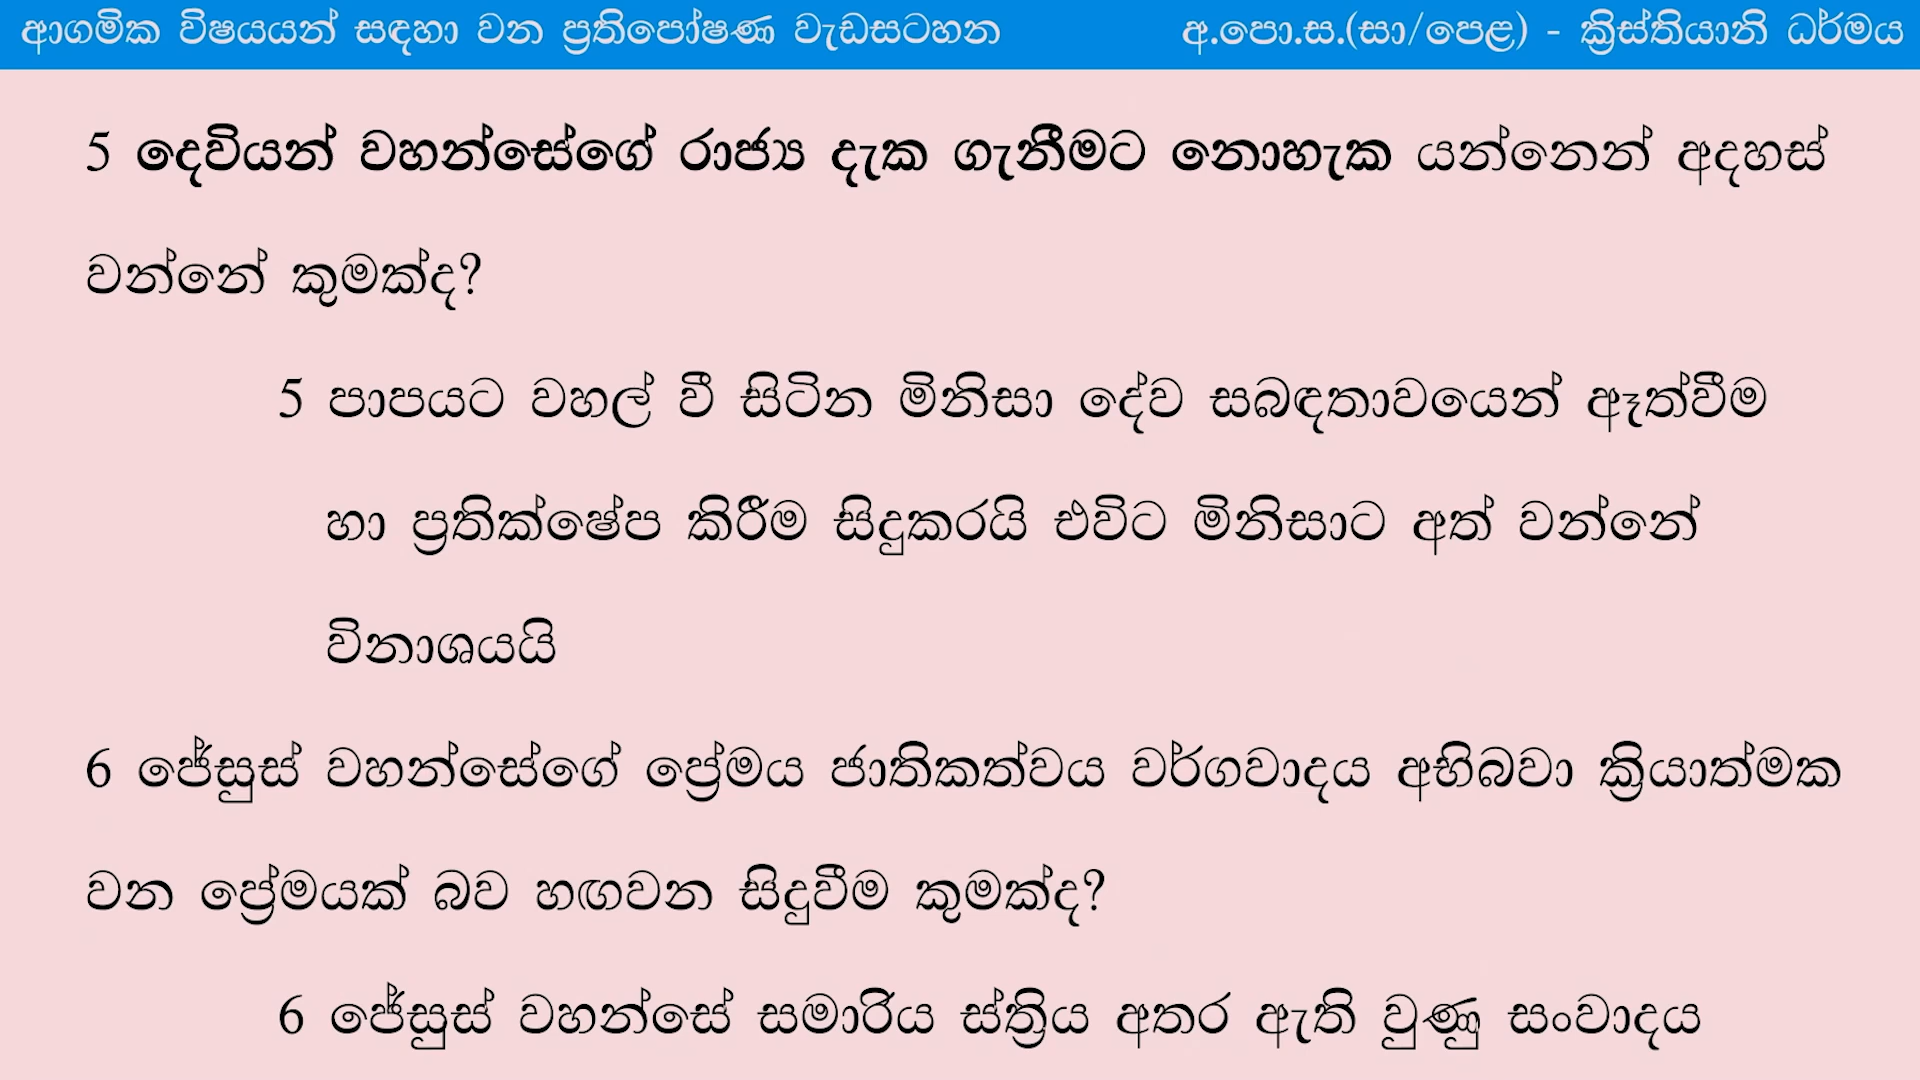 ආගමික විෂයයන් සඳහා වන ප්‍රතිපෝෂණ වැඩසටහන අ.පො.ස.(සා/පෙළ) - ක්‍රිස්තියානි ධර්මය
5 දෙවියන් වහන්සේගේ රාජ්‍ය දැක ගැනීමට නොහැක යන්නෙන් අදහස්
වන්නේ කුමක්ද?
5 පාපයට වහල් වී සිටින මිනිසා දේව සබඳතාවයෙන් ඈත්වීම
හා ප්‍රතික්ෂේප කිරීම සිදුකරයි එවිට මිනිසාට අත් වන්නේ
විනාශයයි
6 ජේසුස් වහන්සේගේ ප්‍රේමය ජාතිකත්වය වර්ගවාදය අභිබවා ක්‍රියාත්මක
වන ප්‍රේමයක් බව හඟවන සිදුවීම කුමක්ද?
6 ජේසුස් වහන්සේ සමාරිය ස්ත්‍රිය අතර ඇති වුණු සංවාදය